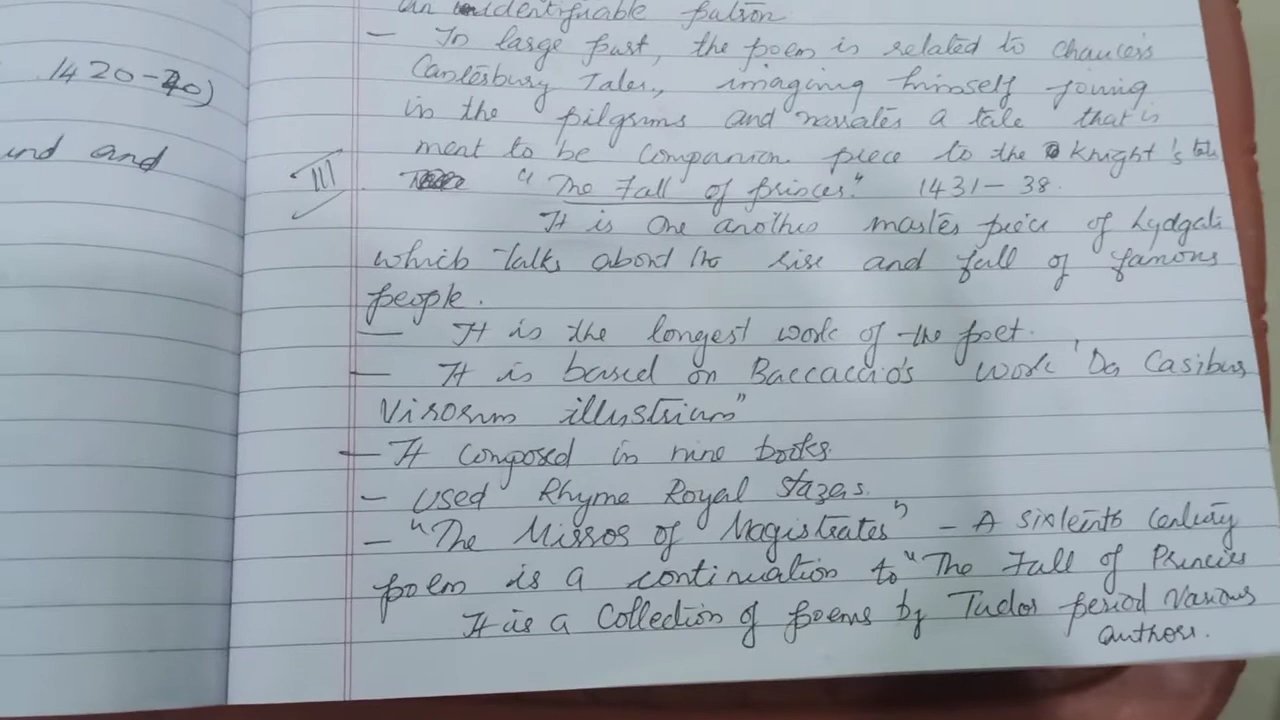 1420-20)
und and
an unidentifiable patron
— In large part, the poem is related to Chaucer's
Canterbury Tales, imaging himself joining
in the pilgrims and narrates a tale that is
ment to be Companion piece to the Knight's tale
III "The Fall of princes" 1431-38.
It is One another master piece of Lydgate
which talks about the rise and fall of famous
people.
— It is the longest work of the poet.
— It is based on Baccaccio's work 'De Casibus
Virorum illustrium"
— It composed in nine books.
— Used Rhyme Royal Stazas.
— "The Mirror of Magistrates" - A sixteenth Century
poem is a continuation to "The Fall of Princes
It is a Collection of poems by Tudor period Various
authors.